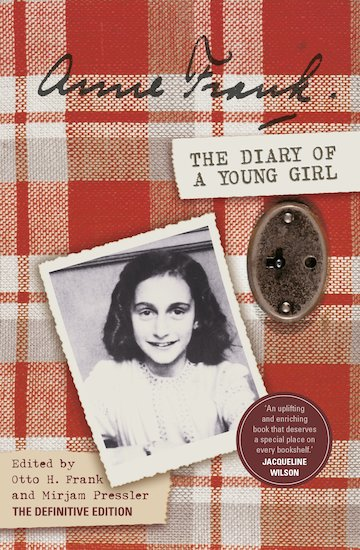 Anne Frank.
THE DIARY OF
A YOUNG GIRL
'An uplifting
and enriching
book that deserves
a special place on
every bookshelf.'
JACQUELINE
WILSON
Edited by
Otto H. Frank
and Mirjam Pressler
THE DEFINITIVE EDITION